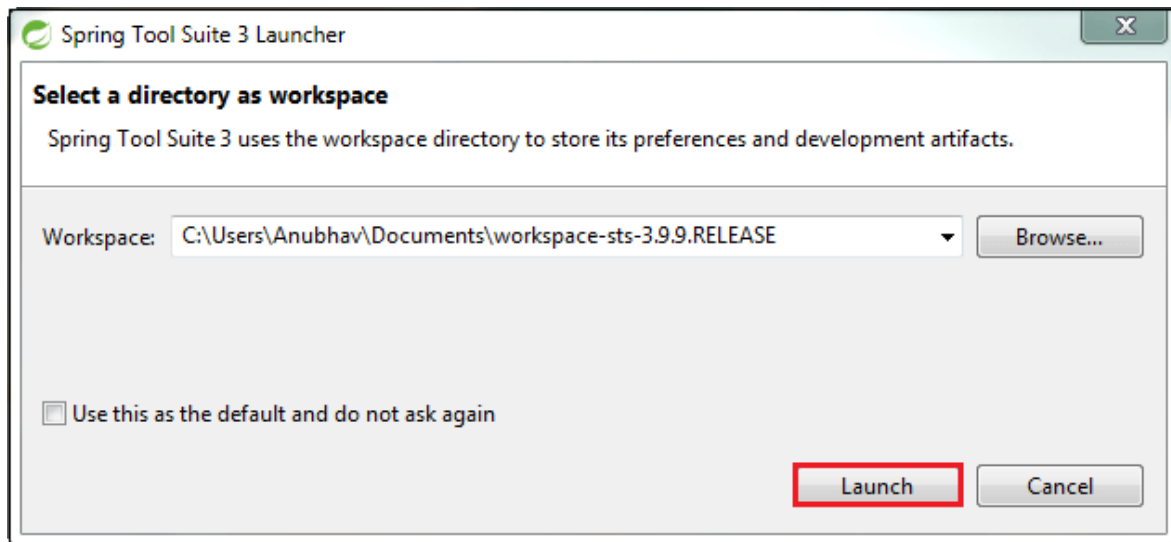 Spring Tool Suite 3 Launcher
X
Select a directory as workspace
Spring Tool Suite 3 uses the workspace directory to store its preferences and development artifacts.
Workspace: C:\Users\Anubhav\Documents\workspace-sts-3.9.9.RELEASE Browse...
Use this as the default and do not ask again
Launch Cancel